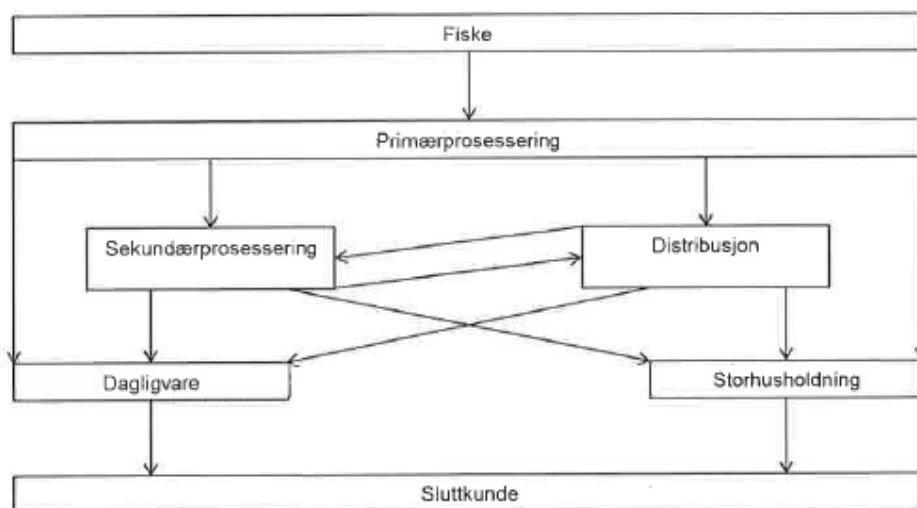 Fiske
Primærprosessering
Sekundærprosessering
Distribusjon
Dagligvare
Storhusholdning
Sluttkunde